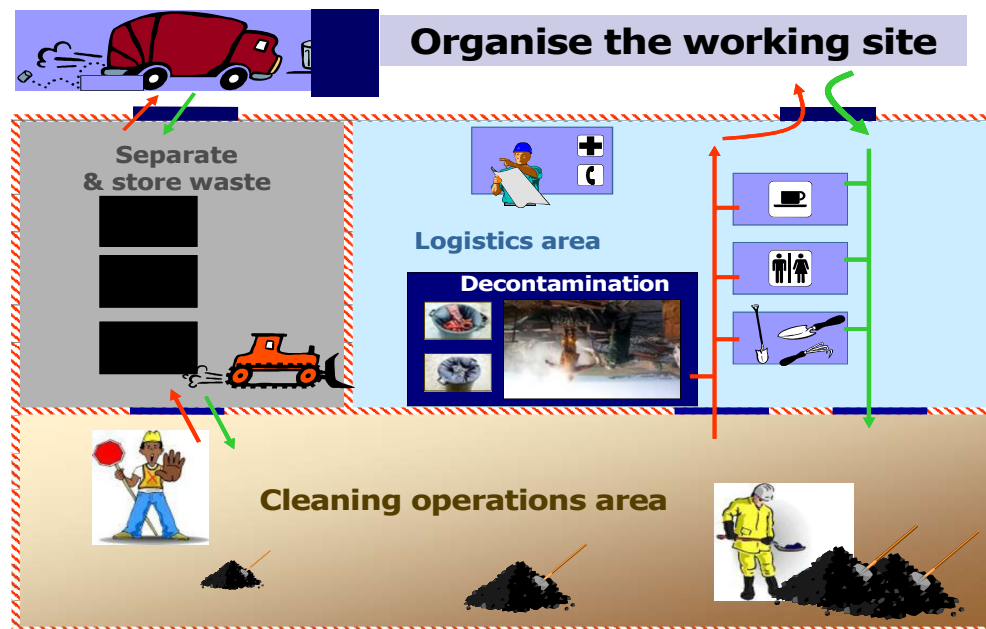 Organise the working site
Separate
& store waste
Logistics area
Decontamination
Cleaning operations area